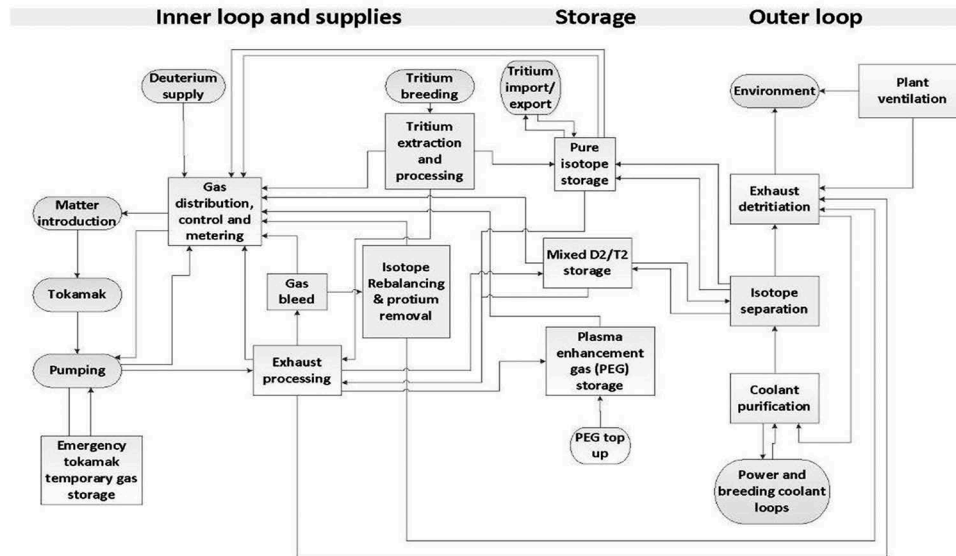 Inner loop and supplies
Storage
Outer loop
Deuterium
supply
Tritium
breeding
Tritium
import/
export
Environment
Plant
ventilation
Tritium
extraction
and
processing
Pure
isotope
storage
Gas
distribution,
control and
metering
Matter
introduction
Exhaust
detritiation
Mixed D2/T2
storage
Isotope
Rebalancing
& protium
removal
Gas
bleed
Tokamak
Isotope
separation
Plasma
enhancement
gas (PEG)
storage
Pumping
Exhaust
processing
Coolant
purification
Emergency
tokamak
temporary gas
storage
PEG top
up
Power and
breeding coolant
loops